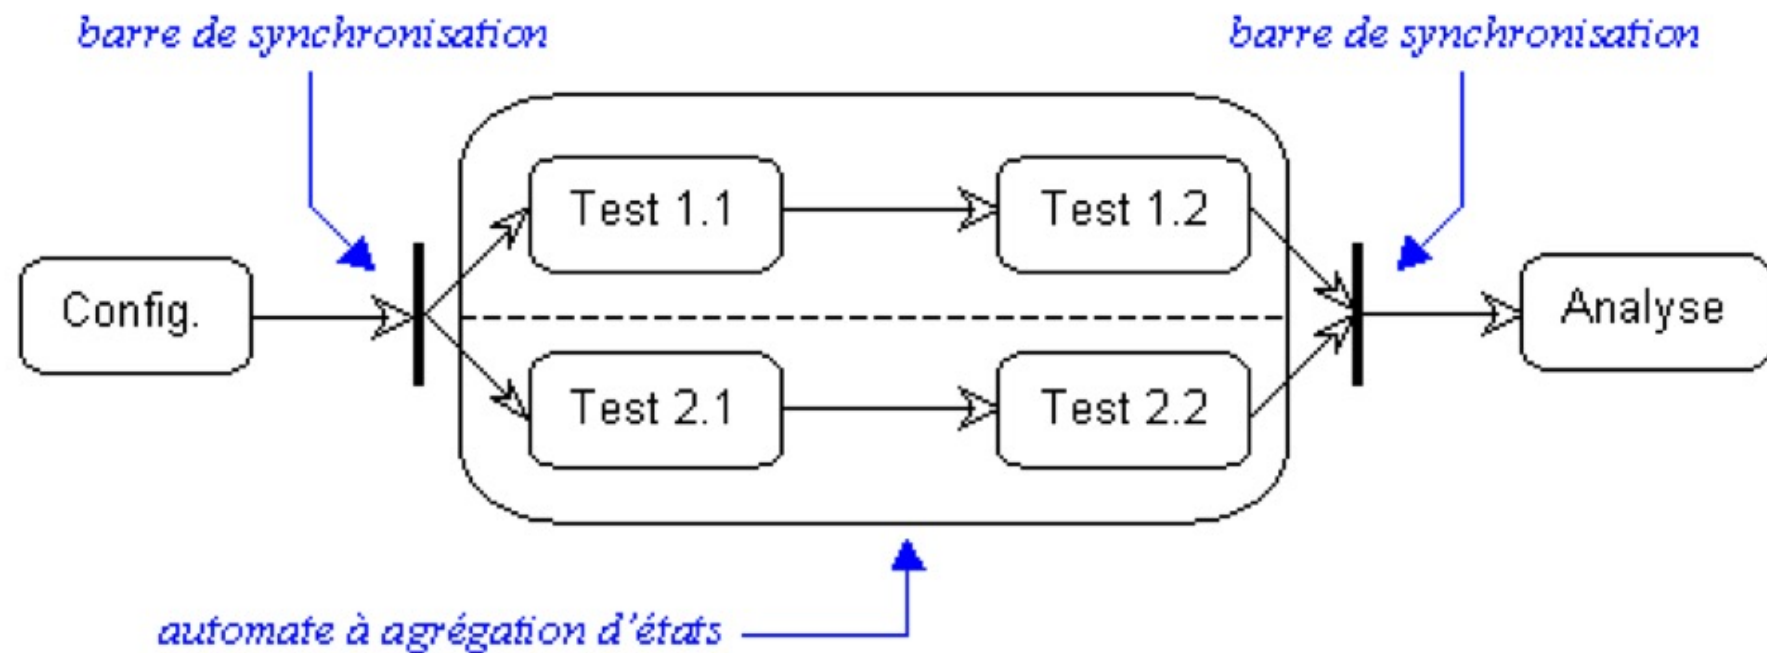 barre de synchronisation
barre de synchronisation
Test 1.1
Test 1.2
Config.
Analyse
Test 2.1
Test 2.2
automate à agrégation d'états